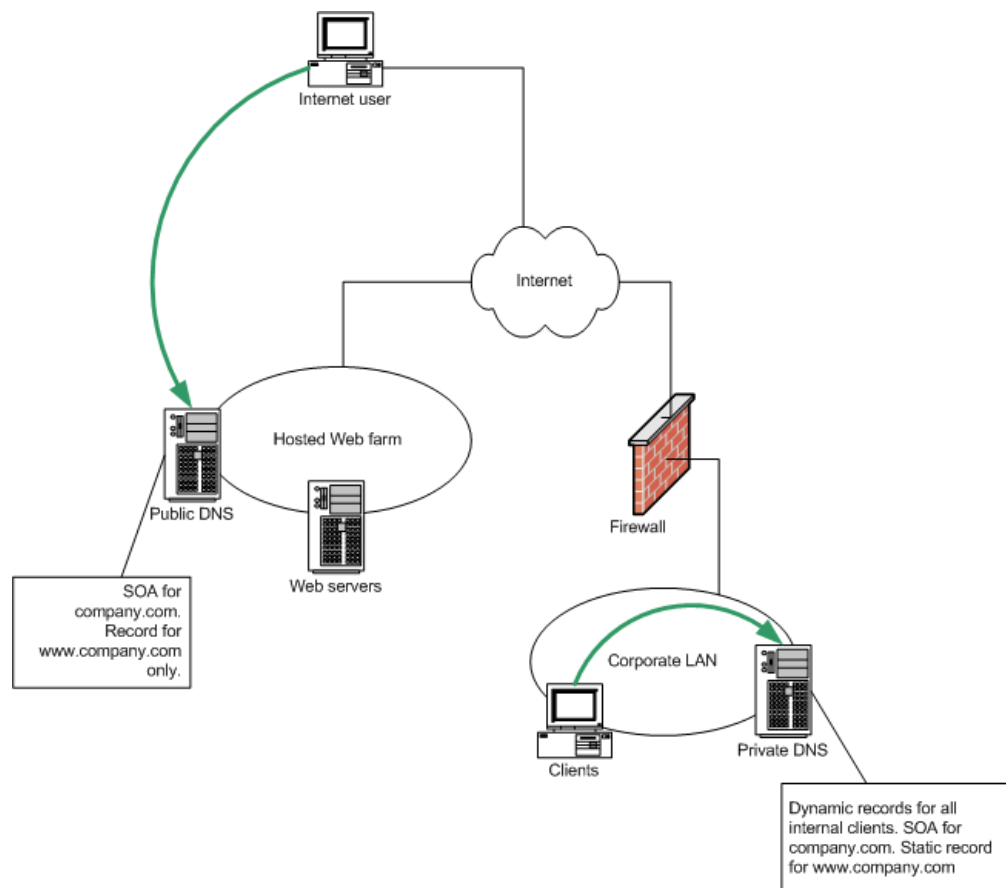 Internet user
Internet
Hosted Web farm
Public DNS
Firewall
Web servers
SOA for
company.com.
Record for
www.company.com
only.
Corporate LAN
Private DNS
Clients
Dynamic records for all
internal clients. SOA for
company.com. Static record
for www.company.com